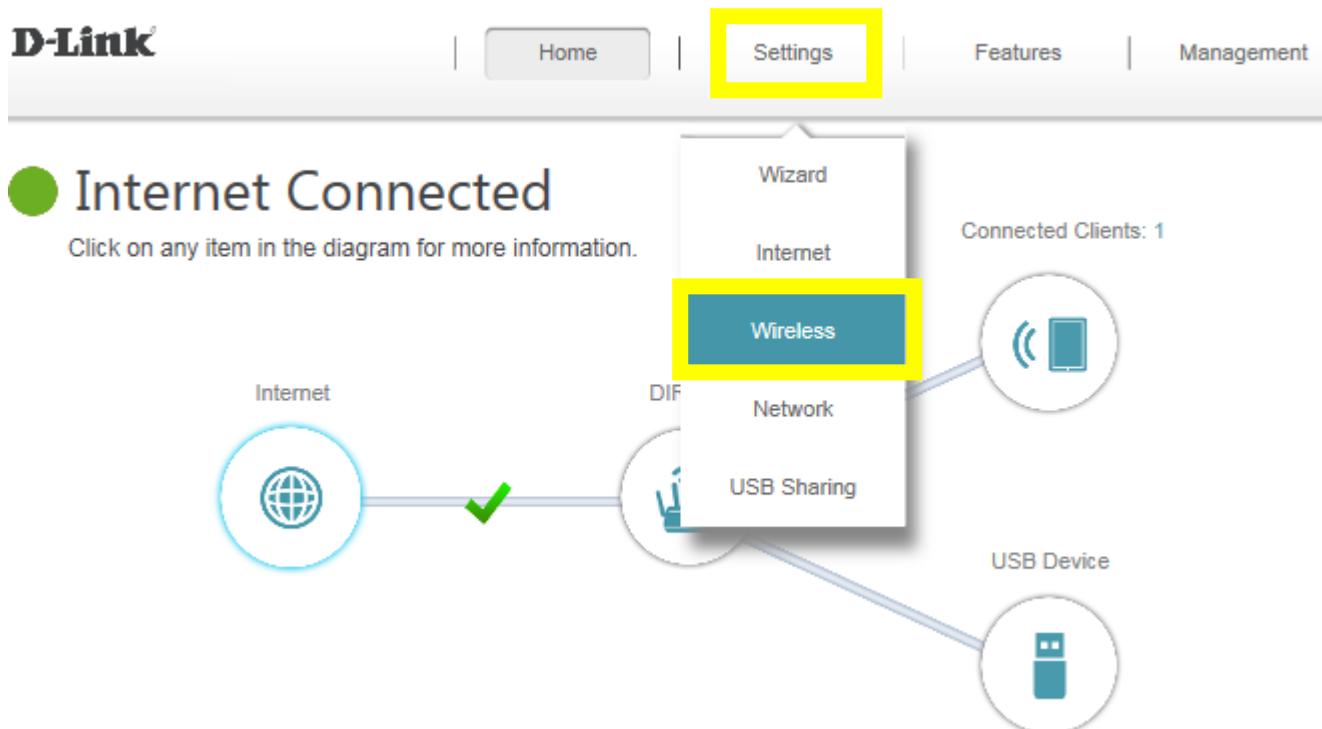 D-Link
Home
Settings
Features
Management
Internet Connected
Click on any item in the diagram for more information.
Wizard
Internet
Wireless
Network
USB Sharing
Connected Clients: 1
Internet
USB Device